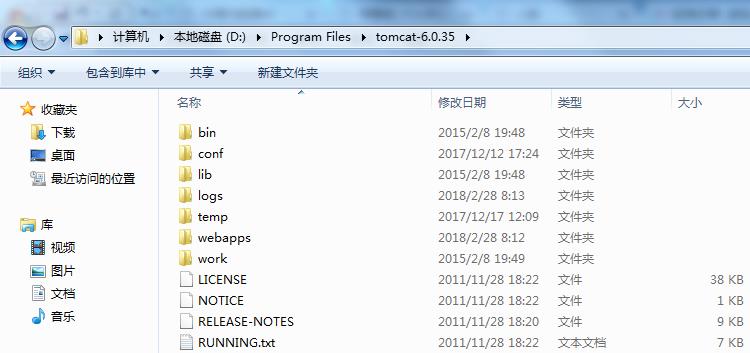 计算机 本地磁盘 (D:) Program Files tomcat-6.0.35
组织 包含到库中 共享 新建文件夹
收藏夹
下载
桌面
最近访问的位置
库
视频
图片
文档
音乐
名称 修改日期 类型 大小
bin 2015/2/8 19:48 文件夹
conf 2017/12/12 17:24 文件夹
lib 2015/2/8 19:48 文件夹
logs 2018/2/28 8:13 文件夹
temp 2017/12/17 12:09 文件夹
webapps 2018/2/28 8:12 文件夹
work 2015/2/8 19:49 文件夹
LICENSE 2011/11/28 18:22 文件 38 KB
NOTICE 2011/11/28 18:22 文件 1 KB
RELEASE-NOTES 2011/11/28 18:20 文件 9 KB
RUNNING.txt 2011/11/28 18:22 文本文档 7 KB